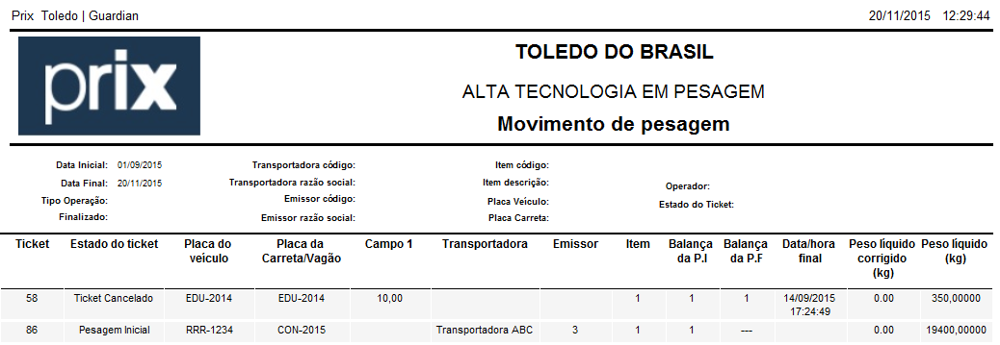 Prix Toledo | Guardian 20/11/2015 12:29:44
prix
TOLEDO DO BRASIL
ALTA TECNOLOGIA EM PESAGEM
Movimento de pesagem
Data Inicial: 01/09/2015 Transportadora código: Item código:
Data Final: 20/11/2015 Transportadora razão social: Item descrição: Operador:
Tipo Operação: Emissor código: Placa Veículo: Estado do Ticket:
Finalizado: Emissor razão social: Placa Carreta:
Ticket Estado do ticket Placa do Placa da Campo 1 Transportadora Emissor Item Balança Balança Data/hora Peso líquido Peso líquido
veículo Carreta/Vagão da P.I da P.F final corrigido (kg)
(kg)
58 Ticket Cancelado EDU-2014 EDU-2014 10,00 1 1 1 14/09/2015 0.00 350,00000
17:24:49
86 Pesagem Inicial RRR-1234 CON-2015 Transportadora ABC 3 1 1 --- 0.00 19400,00000